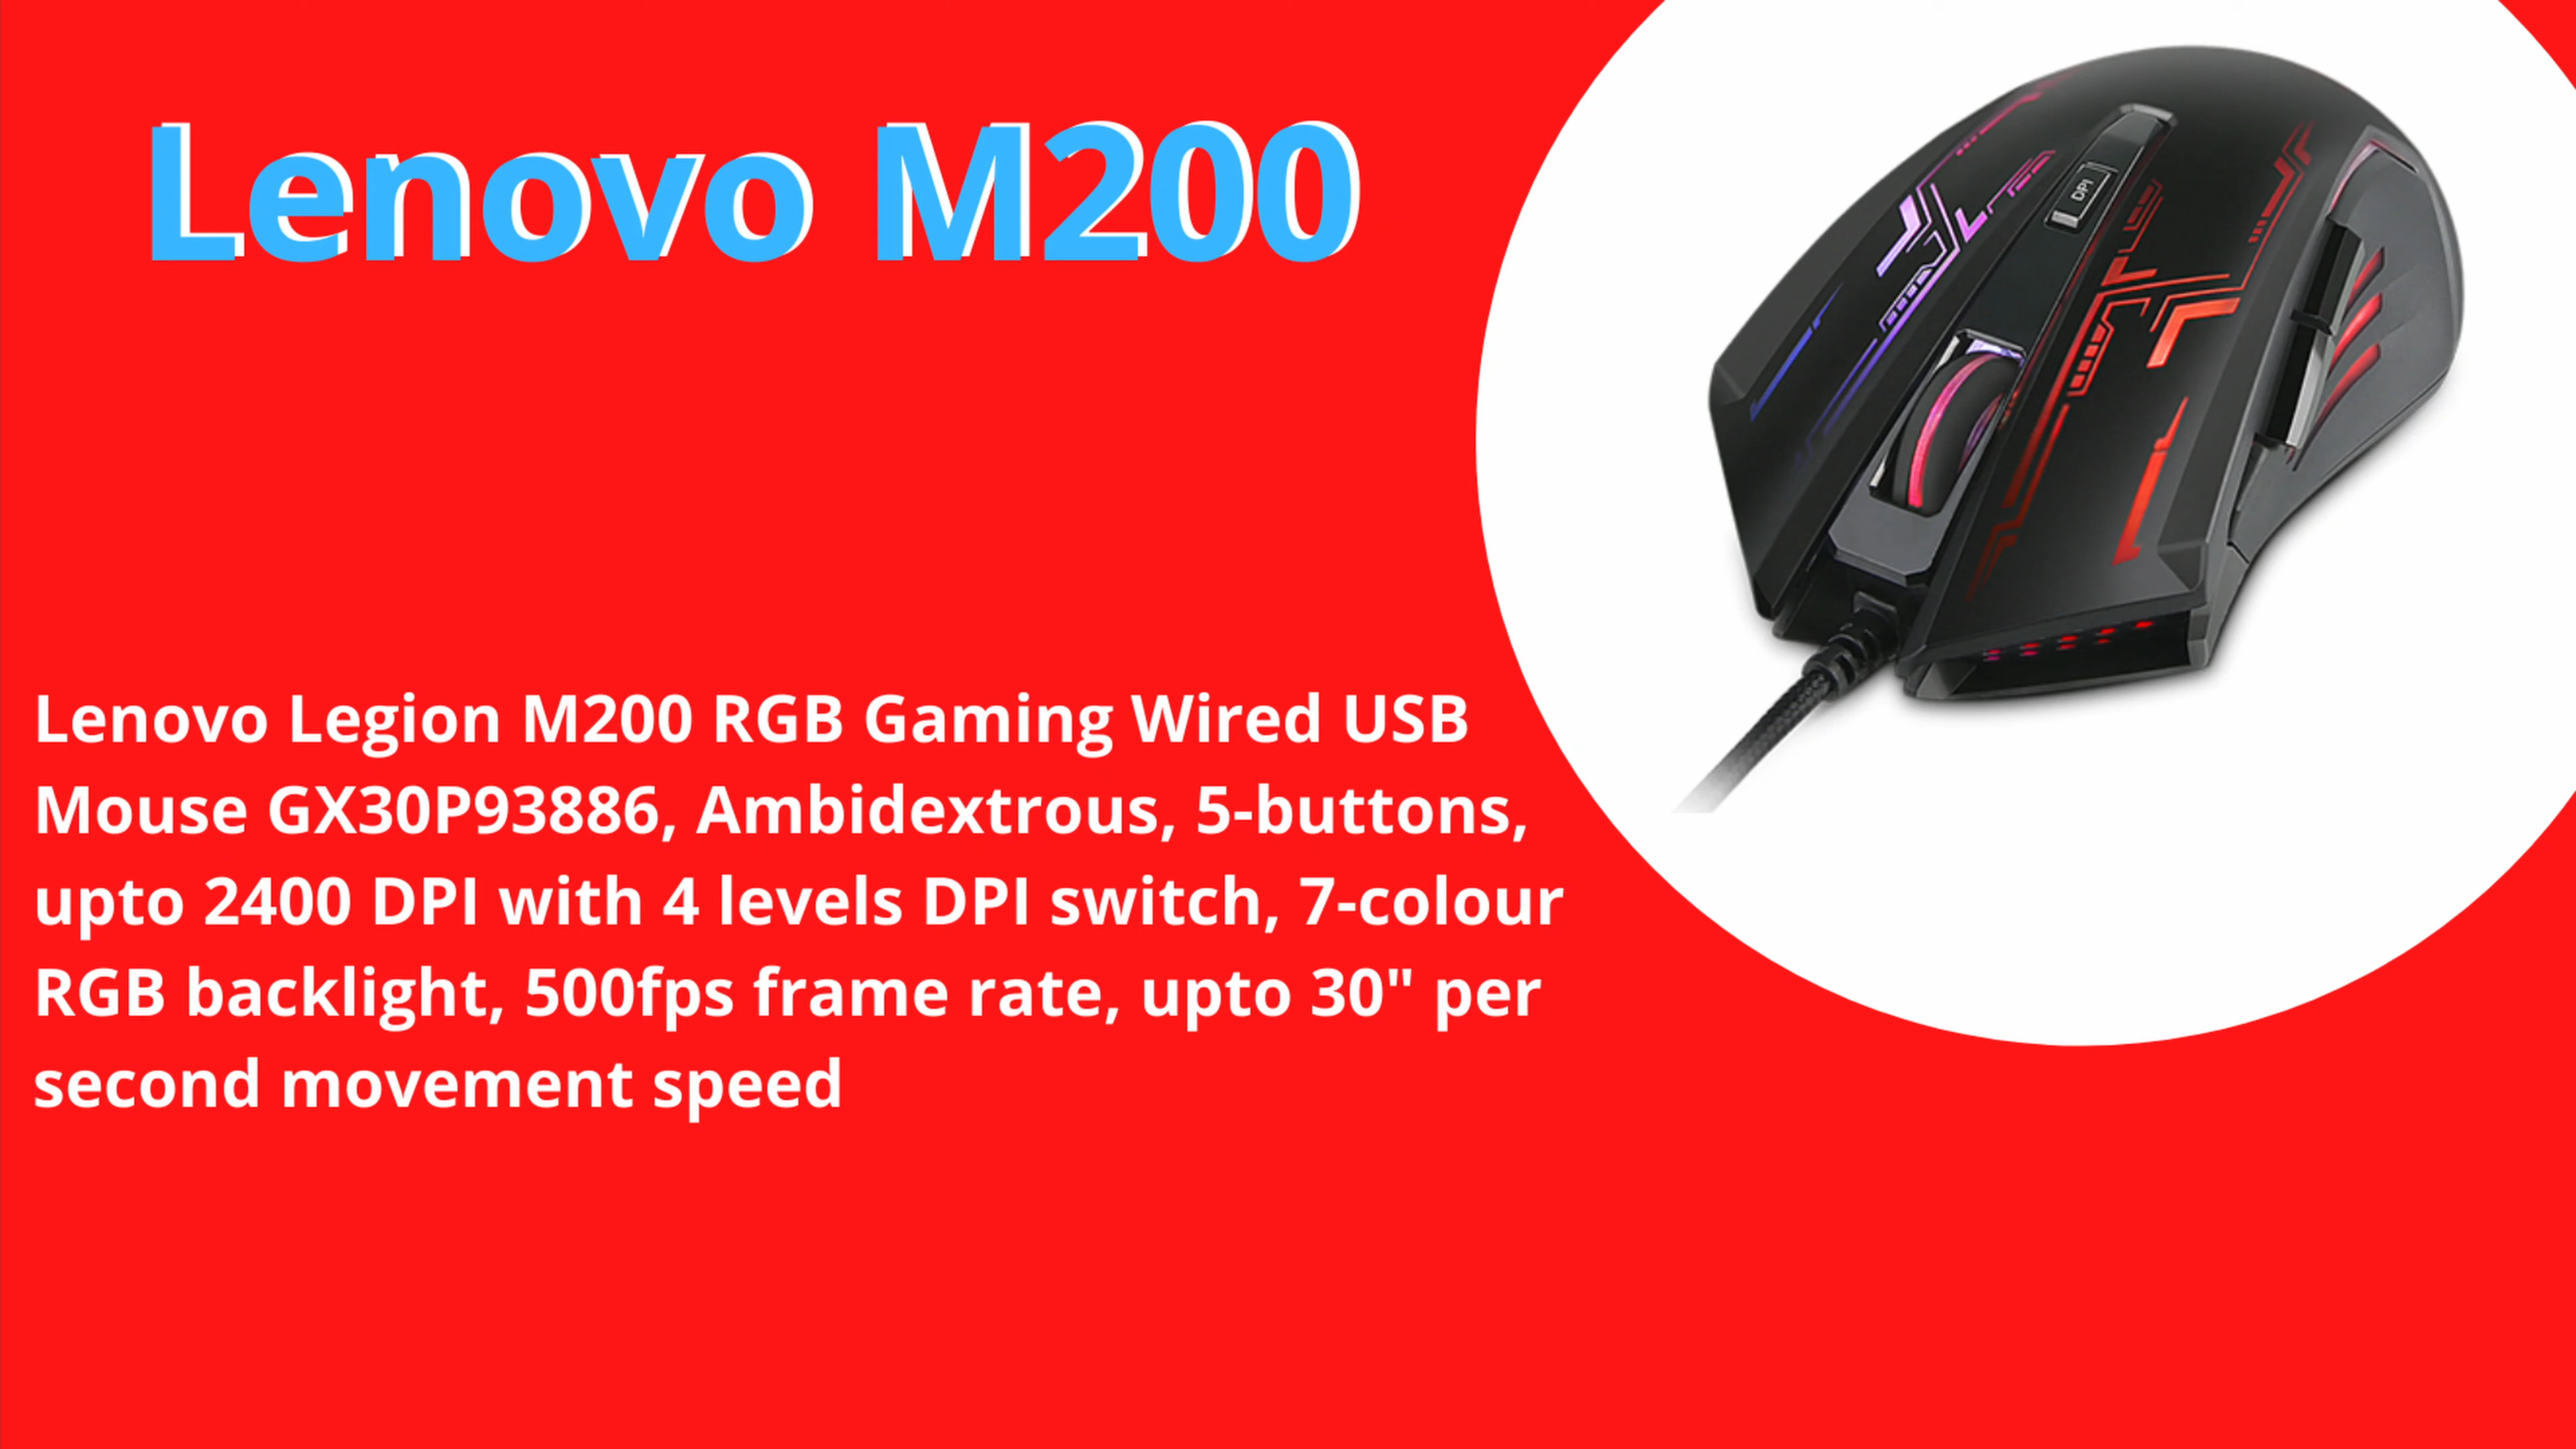 Lenovo M200
DPI
Lenovo Legion M200 RGB Gaming Wired USB
Mouse GX30P93886, Ambidextrous, 5-buttons,
upto 2400 DPI with 4 levels DPI switch, 7-colour
RGB backlight, 500fps frame rate, upto 30" per
second movement speed